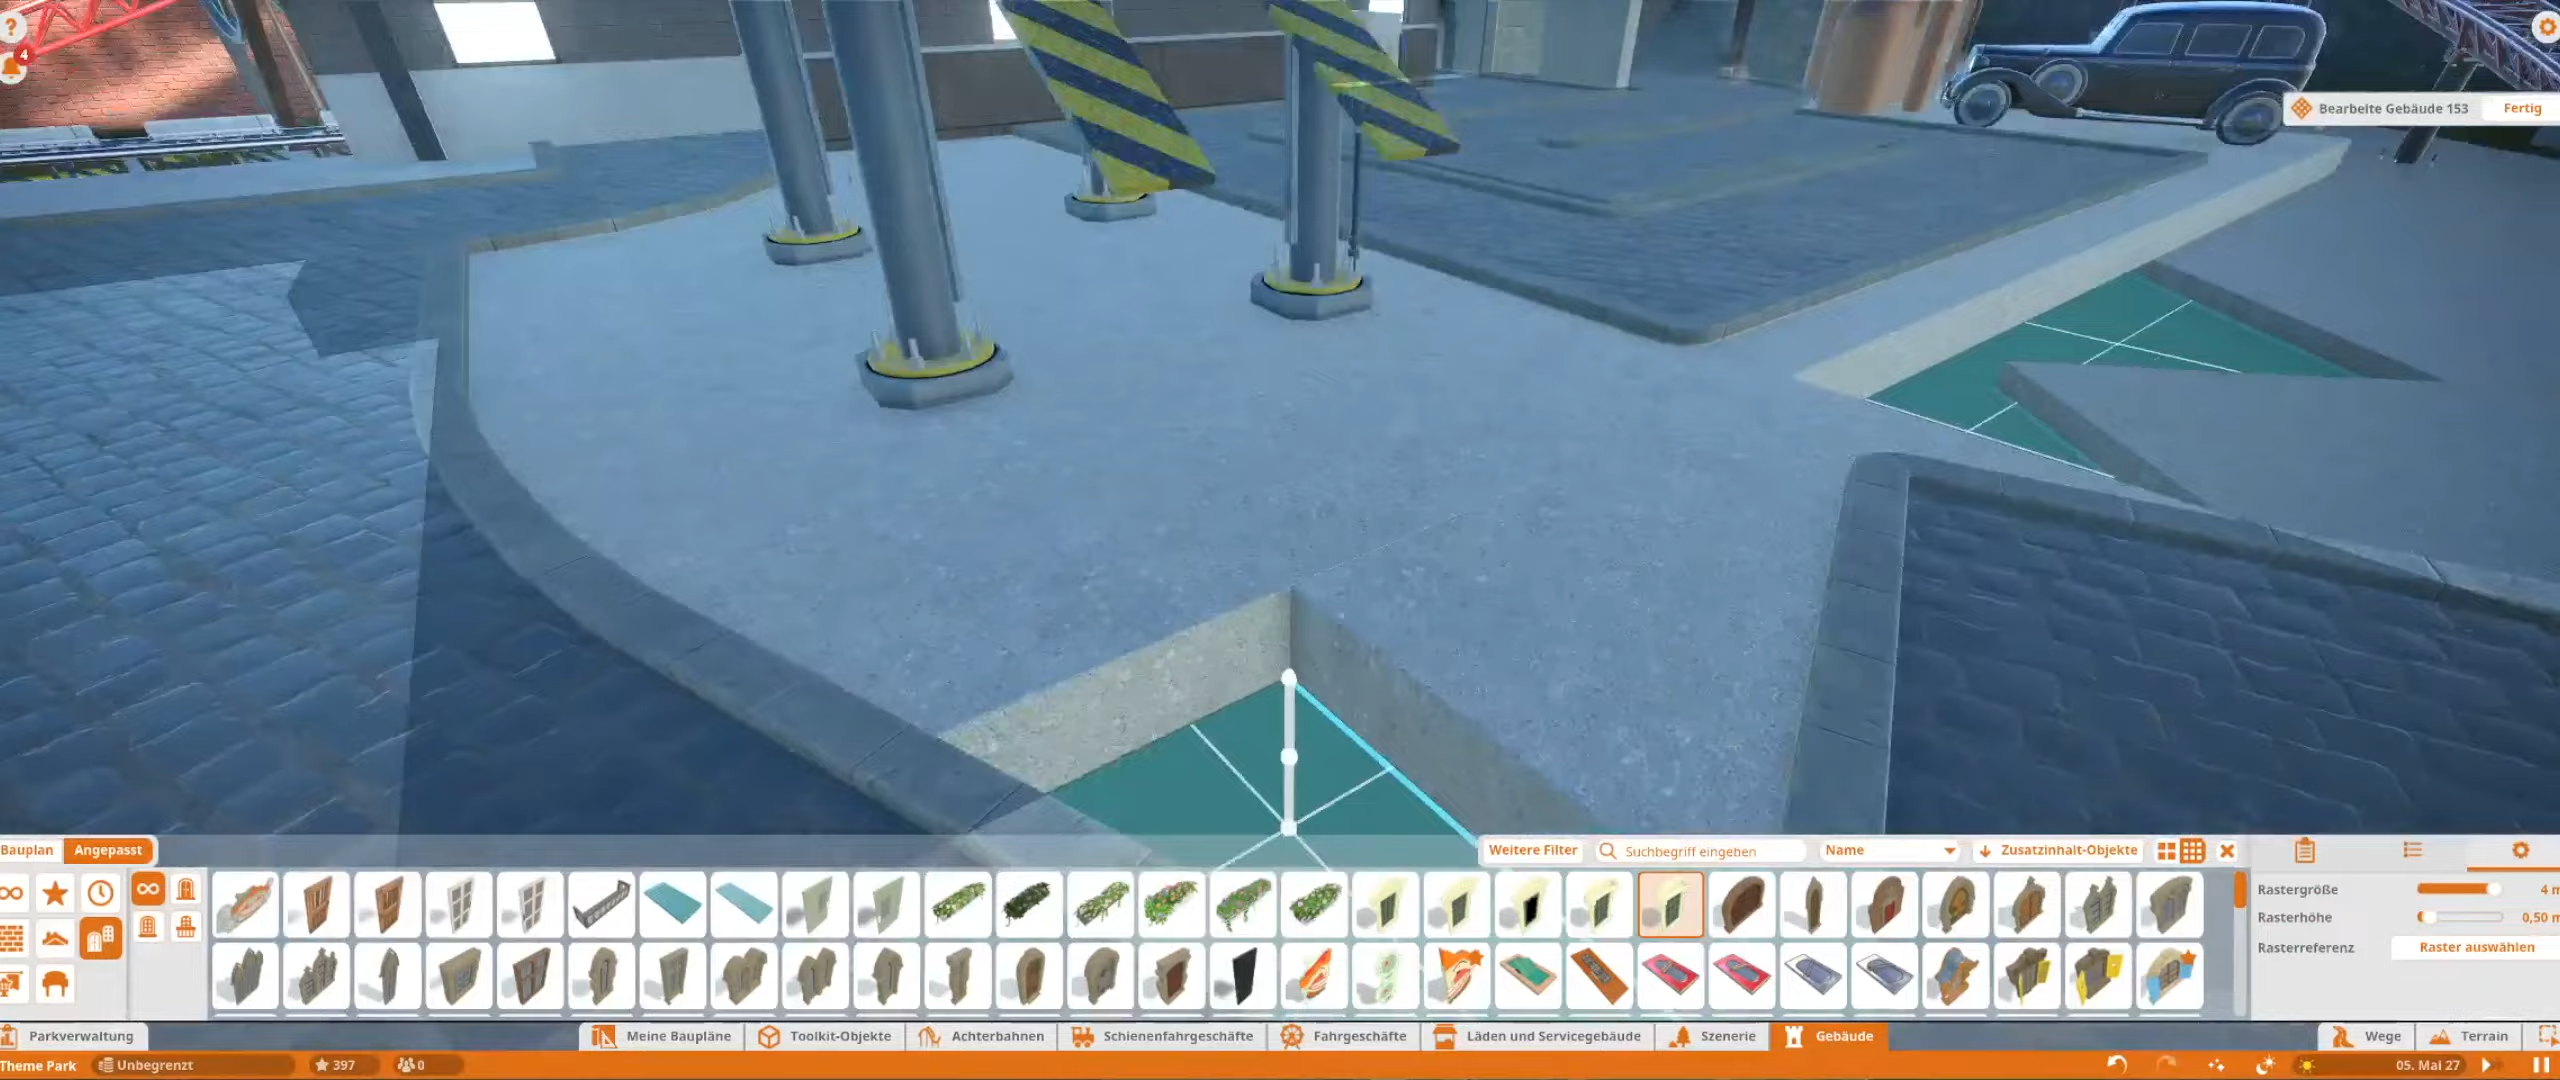 ?
4
Bearbeite Gebäude 153
Fertig
Bauplan
Angepasst
Weitere Filter
Suchbegriff eingeben
Name
Zusatzinhalt-Objekte
Rastergröße
4 m
Rasterhöhe
0,50 m
Rasterreferenz
Raster auswählen
Parkverwaltung
Meine Baupläne
Toolkit-Objekte
Achterbahnen
Schienenfahrgeschäfte
Fahrgeschäfte
Läden und Servicegebäude
Szenerie
Gebäude
Wege
Terrain
Theme Park
Unbegrenzt
397
0
05. Mai 27